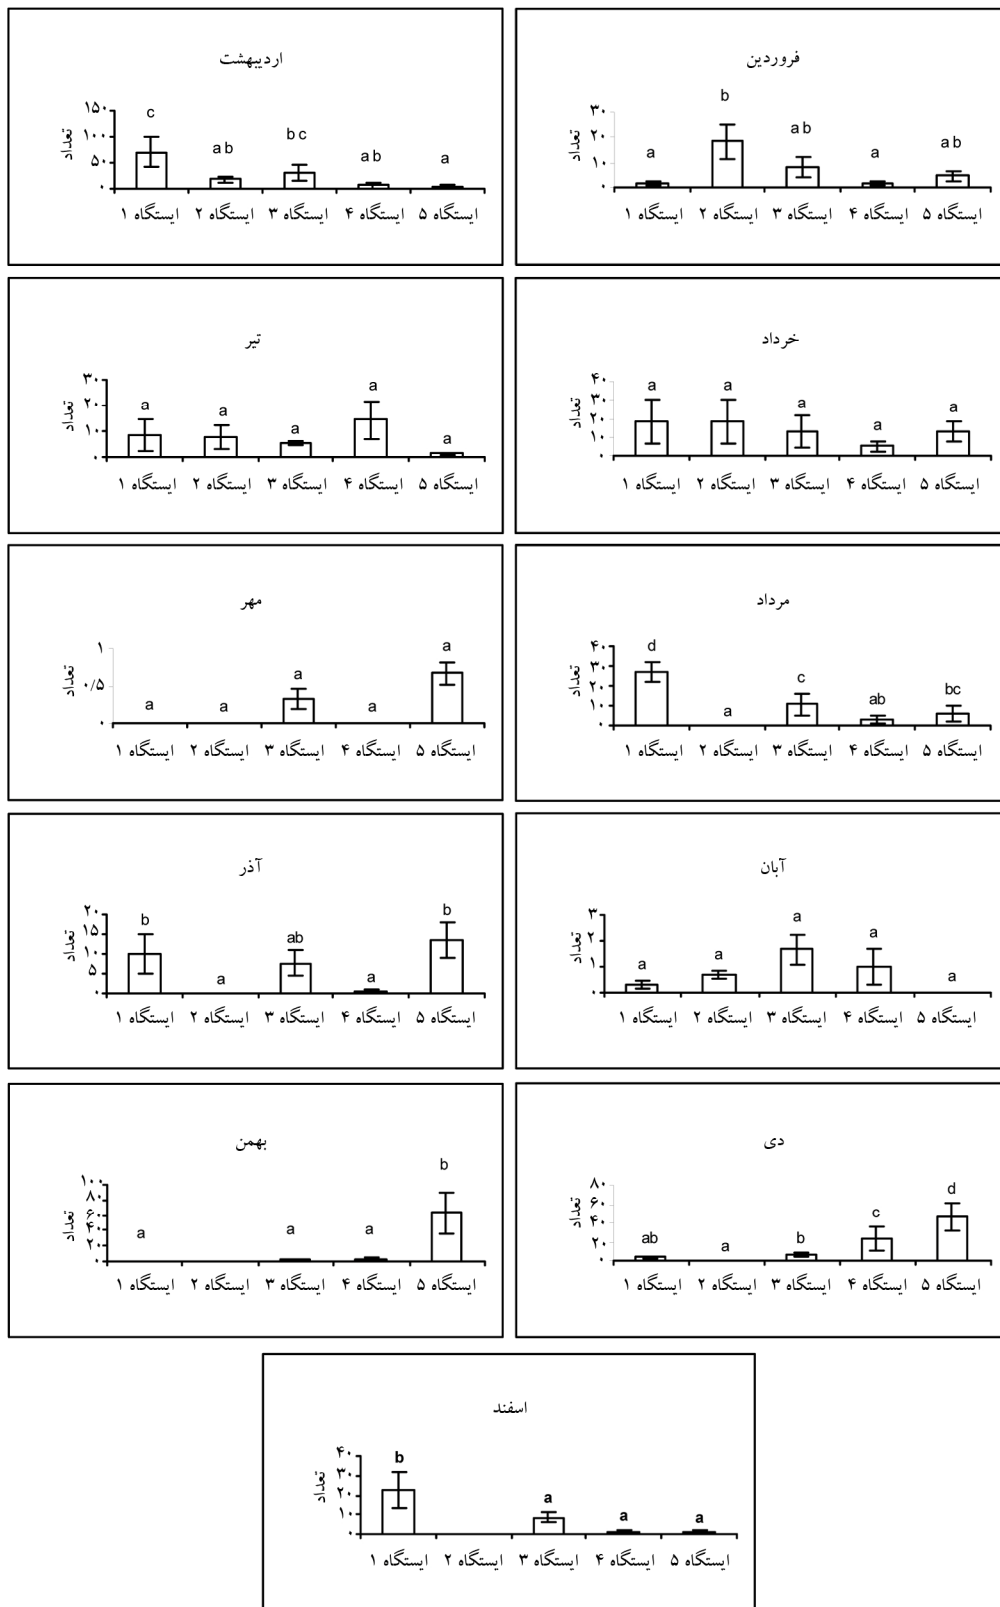 فروردین
b
ab
ab
a
a
۳۰
۲۰
۱۰
۰
تعداد
ایستگاه ۱ ایستگاه ۲ ایستگاه ۳ ایستگاه ۴ ایستگاه ۵
اردیبهشت
c
bc
ab
ab
a
۱۵۰
۱۰۰
۵۰
۰
تعداد
ایستگاه ۱ ایستگاه ۲ ایستگاه ۳ ایستگاه ۴ ایستگاه ۵
خرداد
a a a a a
۴۰
۳۰
۲۰
۱۰
۰
تعداد
ایستگاه ۱ ایستگاه ۲ ایستگاه ۳ ایستگاه ۴ ایستگاه ۵
تیر
a a a a a
۳۰
۲۰
۱۰
۰
تعداد
ایستگاه ۱ ایستگاه ۲ ایستگاه ۳ ایستگاه ۴ ایستگاه ۵
مرداد
d a c ab bc
۴۰
۳۰
۲۰
۱۰
۰
تعداد
ایستگاه ۱ ایستگاه ۲ ایستگاه ۳ ایستگاه ۴ ایستگاه ۵
مهر
a a a a a
۱
۰/۵
۰
تعداد
ایستگاه ۱ ایستگاه ۲ ایستگاه ۳ ایستگاه ۴ ایستگاه ۵
آبان
a a a a a
۳
۲
۱
۰
تعداد
ایستگاه ۱ ایستگاه ۲ ایستگاه ۳ ایستگاه ۴ ایستگاه ۵
آذر
b a ab a b
۲۰
۱۵
۱۰
۵
۰
تعداد
ایستگاه ۱ ایستگاه ۲ ایستگاه ۳ ایستگاه ۴ ایستگاه ۵
دی
ab a b c d
۸۰
۶۰
۴۰
۲۰
۰
تعداد
ایستگاه ۱ ایستگاه ۲ ایستگاه ۳ ایستگاه ۴ ایستگاه ۵
بهمن
a a a b
۱۰۰
۸۰
۶۰
۴۰
۲۰
۰
تعداد
ایستگاه ۱ ایستگاه ۲ ایستگاه ۳ ایستگاه ۴ ایستگاه ۵
اسفند
b a a a
۴۰
۳۰
۲۰
۱۰
۰
تعداد
ایستگاه ۱ ایستگاه ۲ ایستگاه ۳ ایستگاه ۴ ایستگاه ۵